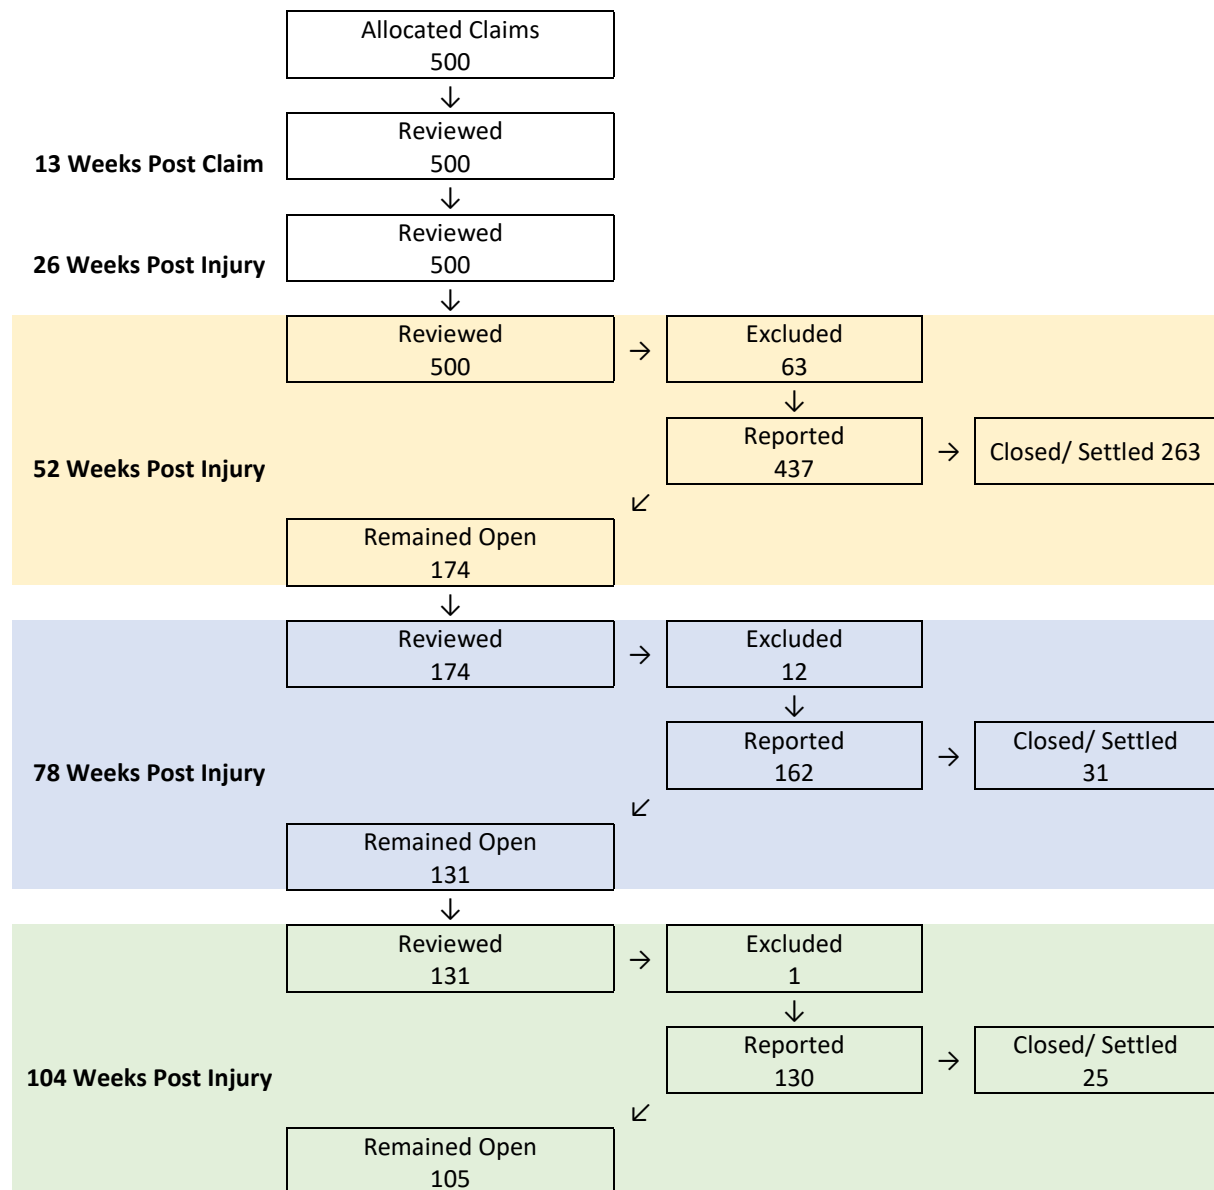 Allocated Claims
500
↓
Reviewed
13 Weeks Post Claim
500
↓
Reviewed
26 Weeks Post Injury
500
↓
Reviewed
500
→
Excluded
63
↓
Reported
437
→
Closed/ Settled 263
52 Weeks Post Injury
↙
Remained Open
174
↓
Reviewed
174
→
Excluded
12
↓
Reported
162
→
Closed/ Settled
31
78 Weeks Post Injury
↙
Remained Open
131
↓
Reviewed
131
→
Excluded
1
↓
Reported
130
→
Closed/ Settled
25
104 Weeks Post Injury
↙
Remained Open
105